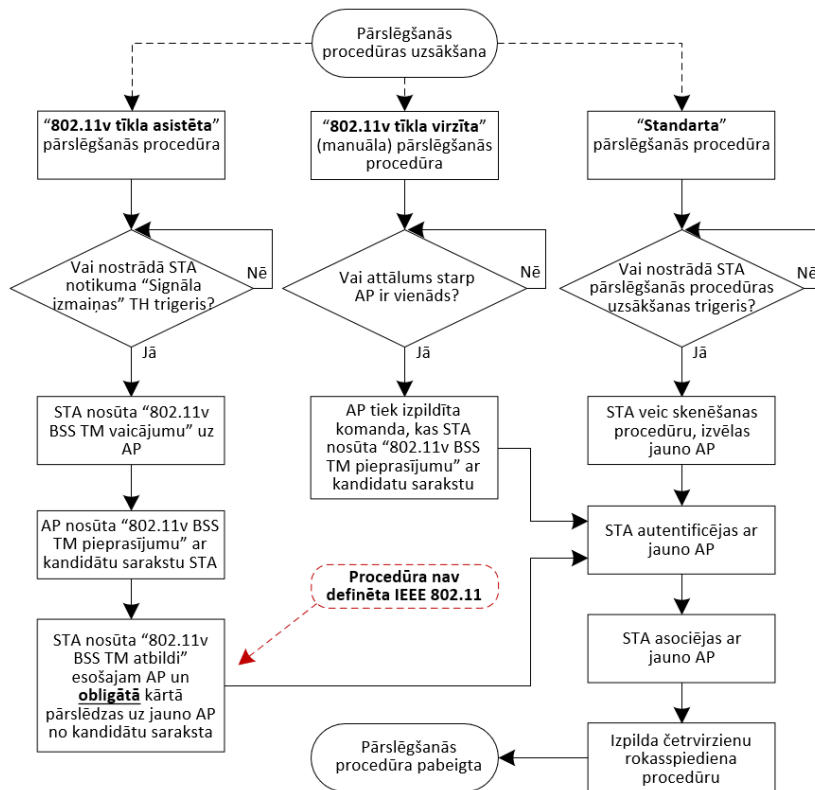 Pārslēgšanās
procedūras uzsākšana
“802.11v tīkla asistēta”
pārslēgšanās procedūra
“802.11v tīkla virzīta”
(manuāla) pārslēgšanās
procedūra
“Standarta”
pārslēgšanās procedūra
Vai nostrādā STA
notikuma “Signāla
izmaiņas” TH trigeris?
Nē
Jā
Vai attālums starp
AP ir vienāds?
Nē
Jā
Vai nostrādā STA
pārslēgšanās procedūras
uzsākšanas trigeris?
Nē
Jā
STA nosūta “802.11v
BSS TM vaicājumu” uz
AP
AP tiek izpildīta
komanda, kas STA
nosūta “802.11v BSS
TM pieprasījumu” ar
kandidatu sarakstu
STA veic skenēšanas
procedūru, izvēlas
jauno AP
AP nosūta “802.11v BSS
TM pieprasījumu” ar
kandidātu sarakstu STA
STA autentificējas ar
jauno AP
Procedūra nav
definēta IEEE 802.11
STA nosūta “802.11v
BSS TM atbildi”
esošajam AP un
obligātā kārtā
pārslēdzas uz jauno AP
no kandidātu saraksta
STA asociējas ar
jauno AP
Pārslēgšanās
procedūra pabeigta
Izpilda četrvirzienu
rokasspiediena
procedūru